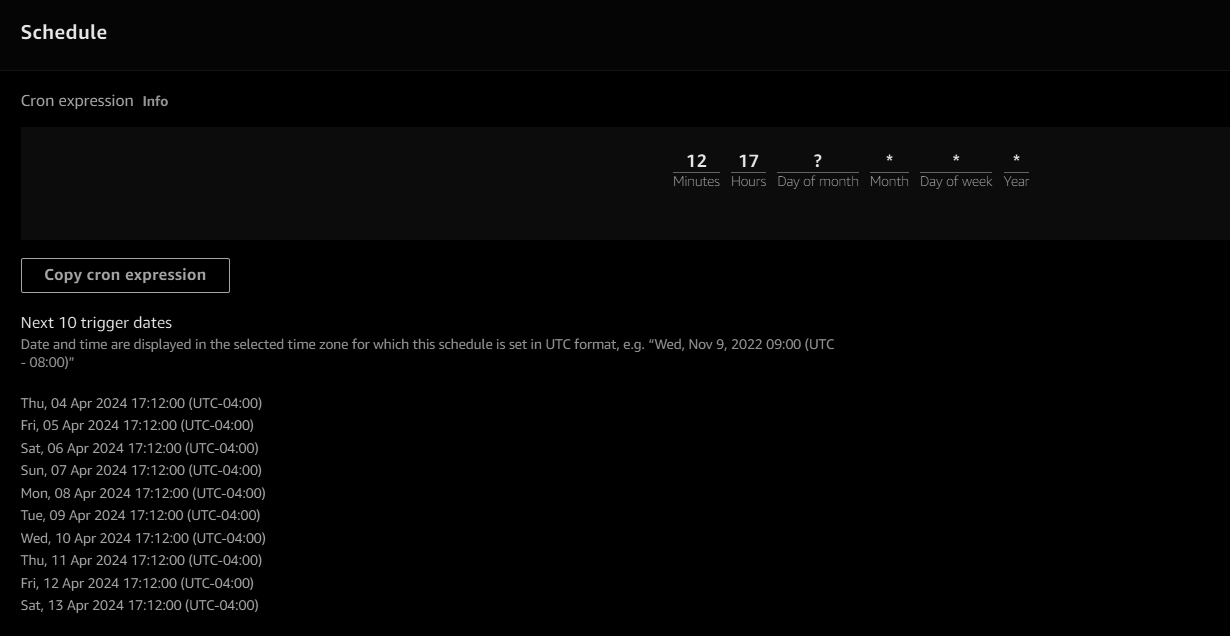 Schedule
Cron expression Info
12 17 ? * * *
Minutes Hours Day of month Month Day of week Year
Copy cron expression
Next 10 trigger dates
Date and time are displayed in the selected time zone for which this schedule is set in UTC format, e.g. “Wed, Nov 9, 2022 09:00 (UTC
- 08:00)”
Thu, 04 Apr 2024 17:12:00 (UTC-04:00)
Fri, 05 Apr 2024 17:12:00 (UTC-04:00)
Sat, 06 Apr 2024 17:12:00 (UTC-04:00)
Sun, 07 Apr 2024 17:12:00 (UTC-04:00)
Mon, 08 Apr 2024 17:12:00 (UTC-04:00)
Tue, 09 Apr 2024 17:12:00 (UTC-04:00)
Wed, 10 Apr 2024 17:12:00 (UTC-04:00)
Thu, 11 Apr 2024 17:12:00 (UTC-04:00)
Fri, 12 Apr 2024 17:12:00 (UTC-04:00)
Sat, 13 Apr 2024 17:12:00 (UTC-04:00)